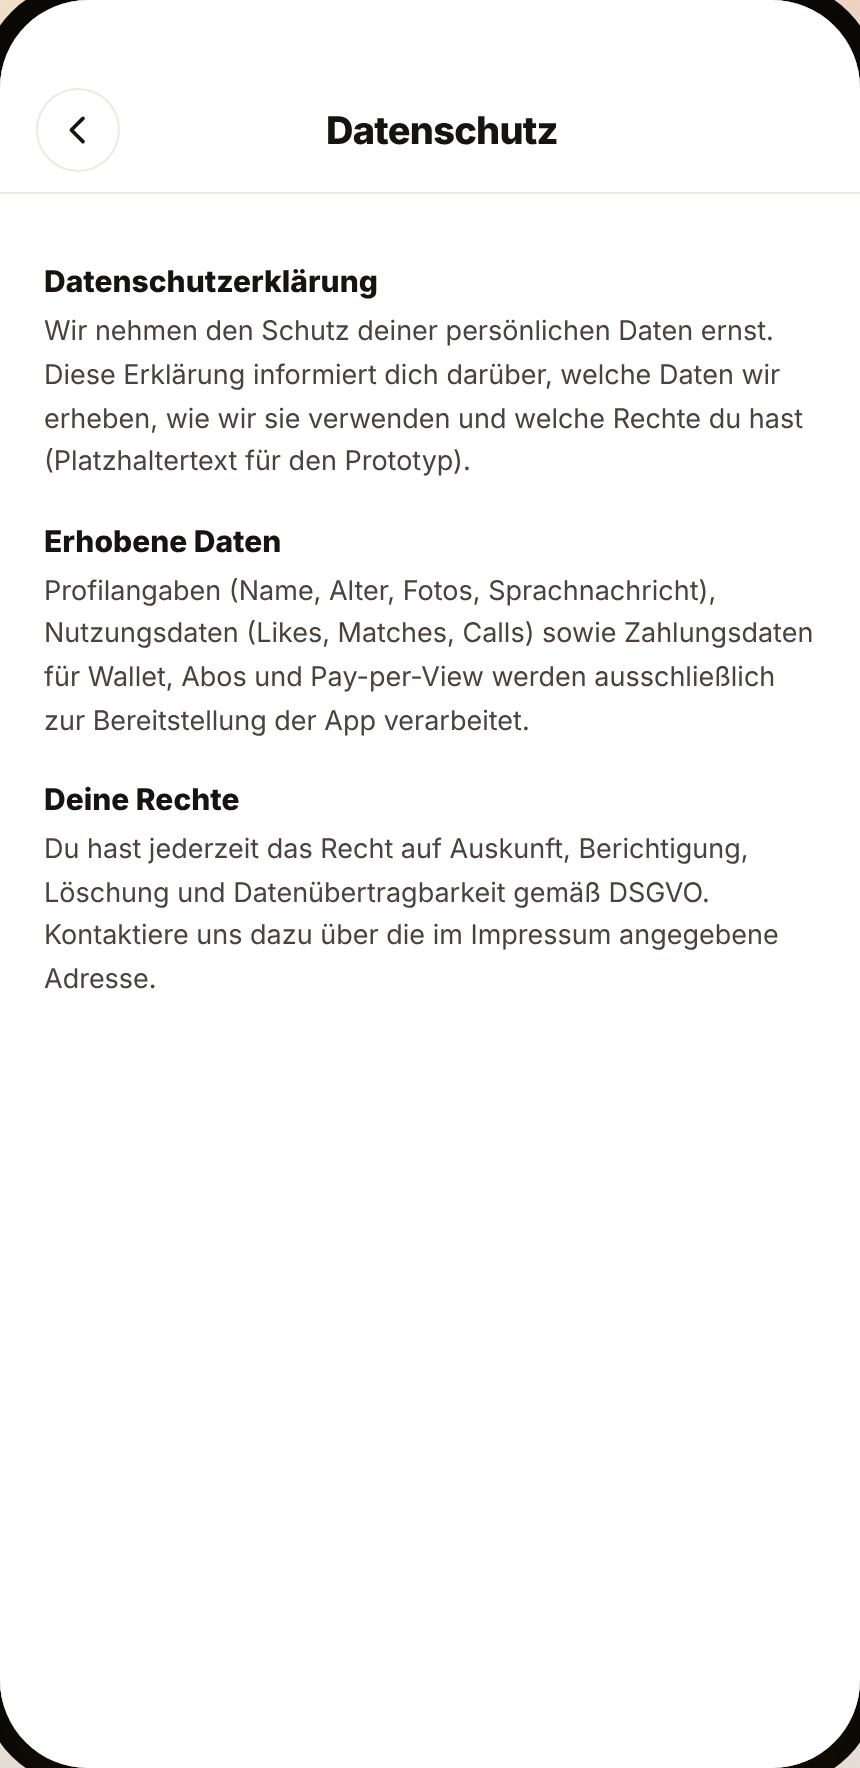 Datenschutz
Datenschutzerklärung
Wir nehmen den Schutz deiner persönlichen Daten ernst.
Diese Erklärung informiert dich darüber, welche Daten wir
erheben, wie wir sie verwenden und welche Rechte du hast
(Platzhaltertext für den Prototyp).
Erhobene Daten
Profilangaben (Name, Alter, Fotos, Sprachnachricht),
Nutzungsdaten (Likes, Matches, Calls) sowie Zahlungsdaten
für Wallet, Abos und Pay-per-View werden ausschließlich
zur Bereitstellung der App verarbeitet.
Deine Rechte
Du hast jederzeit das Recht auf Auskunft, Berichtigung,
Löschung und Datenübertragbarkeit gemäß DSGVO.
Kontaktiere uns dazu über die im Impressum angegebene
Adresse.